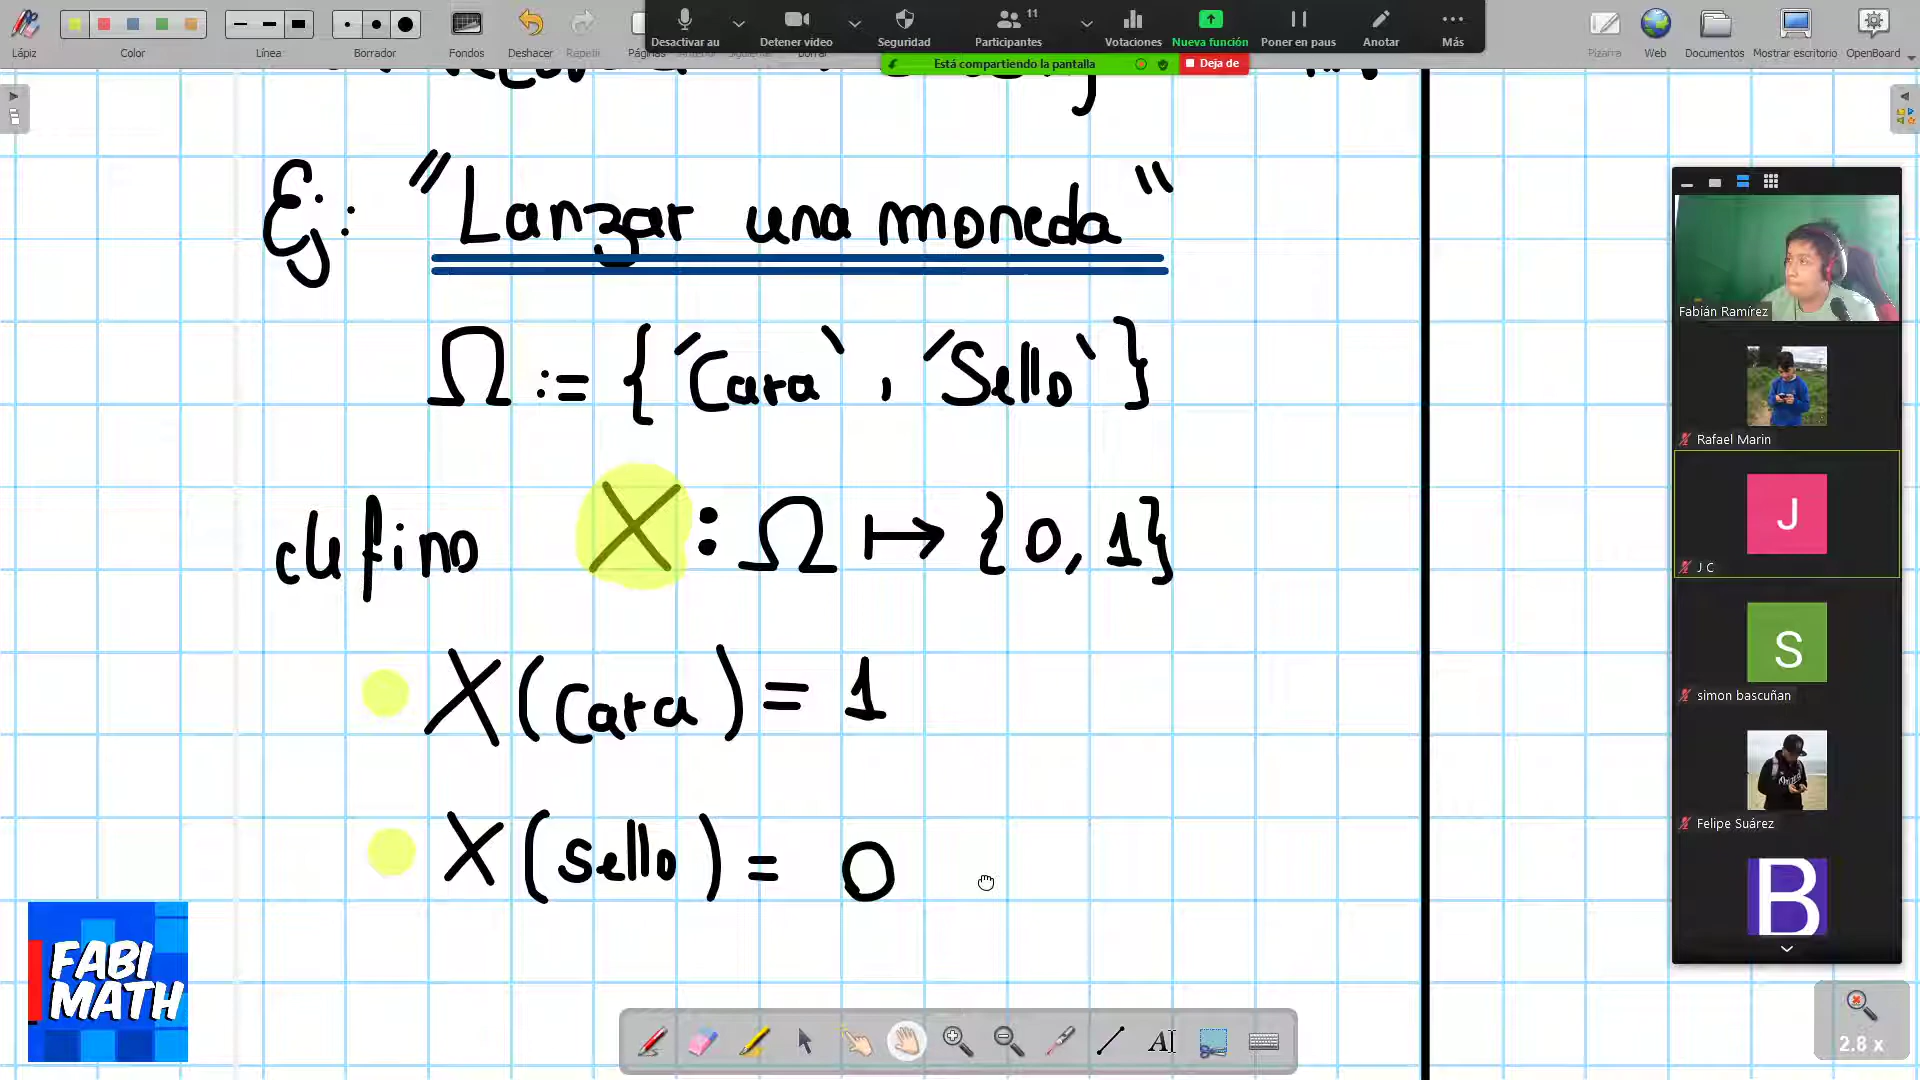 Lápiz Color Línea Borrador Fondos Deshacer Repetir Páginas
Desactivar au Detener video Seguridad Participantes 11 Votaciones Nueva función Poner en paus Anotar Más
Pizarra Web Documentos Mostrar escritorio OpenBoard
Está compartiendo la pantalla Deja de
Ej: "Lanzar una moneda"
Ω := {'Cara', 'Sello'}
defino X: Ω ↦ {0, 1}
X(cara) = 1
X(sello) = 0
FABI
MATH
Fabián Ramírez
Rafael Marin
J
J C
S
simon bascuñan
Felipe Suárez
B
AI
2.8 x